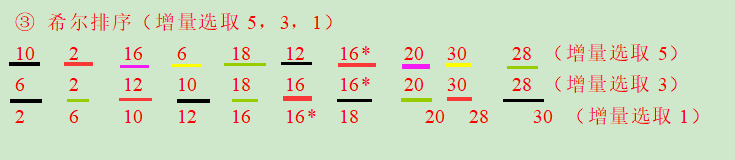 ③ 希尔排序（增量选取 5，3，1）
10 2 16 6 18 12 16* 20 30 28 （增量选取 5）
6 2 12 10 18 16 16* 20 30 28 （增量选取 3）
2 6 10 12 16 16* 18 20 28 30 （增量选取 1）